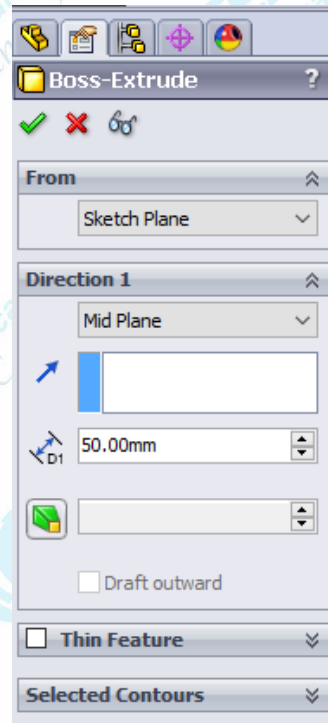 Boss-Extrude ?
From
Sketch Plane
Direction 1
Mid Plane
D1 50.00mm
Draft outward
Thin Feature
Selected Contours